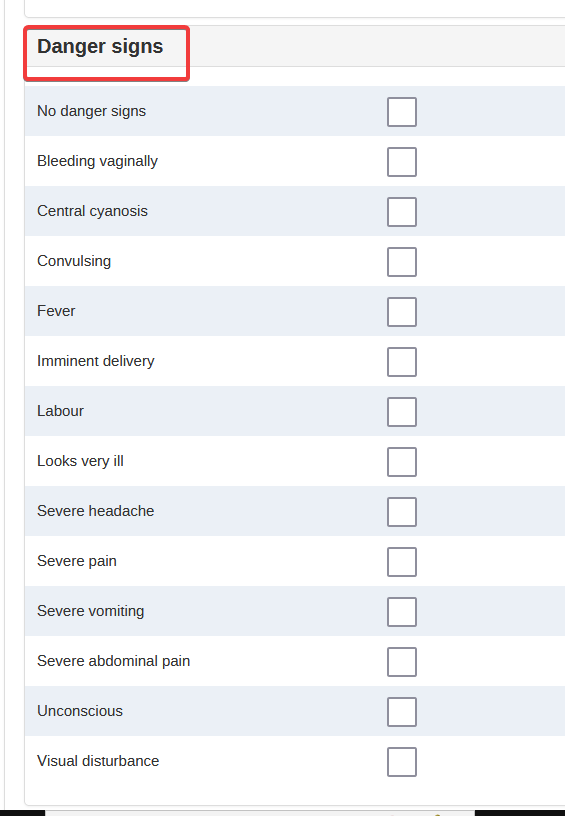 Danger signs
No danger signs
Bleeding vaginally
Central cyanosis
Convulsing
Fever
Imminent delivery
Labour
Looks very ill
Severe headache
Severe pain
Severe vomiting
Severe abdominal pain
Unconscious
Visual disturbance